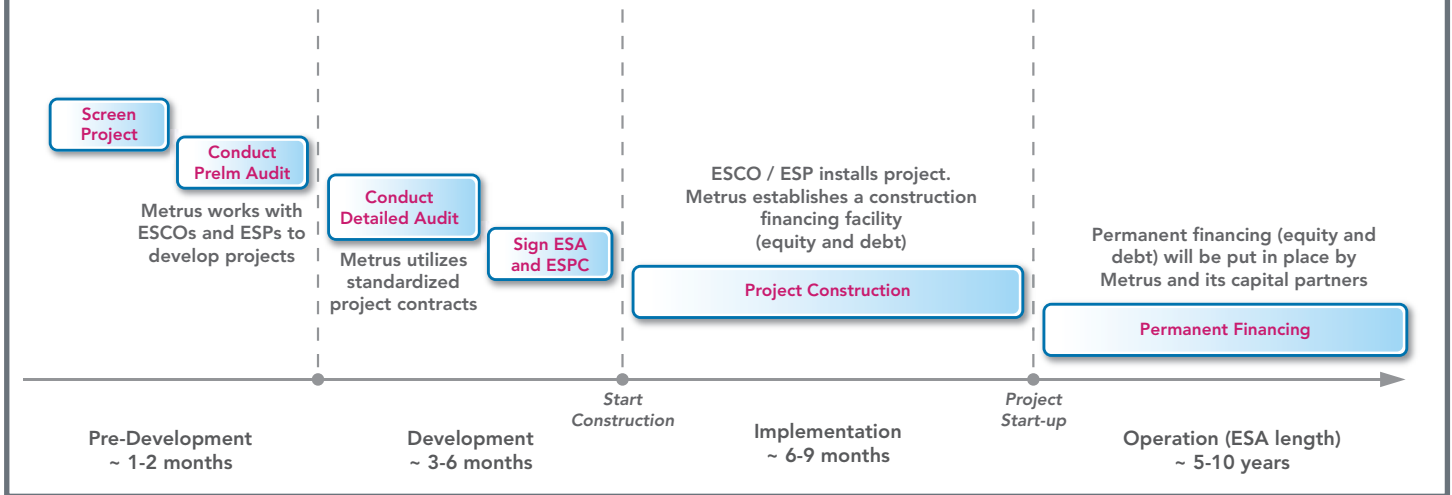 Screen
Project
Conduct
Prelm Audit
Metrus works with
ESCOs and ESPs to
develop projects
Conduct
Detailed Audit
Metrus utilizes
standardized
project contracts
Sign ESA
and ESPC
ESCO / ESP installs project.
Metrus establishes a construction
financing facility
(equity and debt)
Project Construction
Permanent financing (equity and
debt) will be put in place by
Metrus and its capital partners
Permanent Financing
Start
Construction
Project
Start-up
Pre-Development
~ 1-2 months
Development
~ 3-6 months
Implementation
~ 6-9 months
Operation (ESA length)
~ 5-10 years